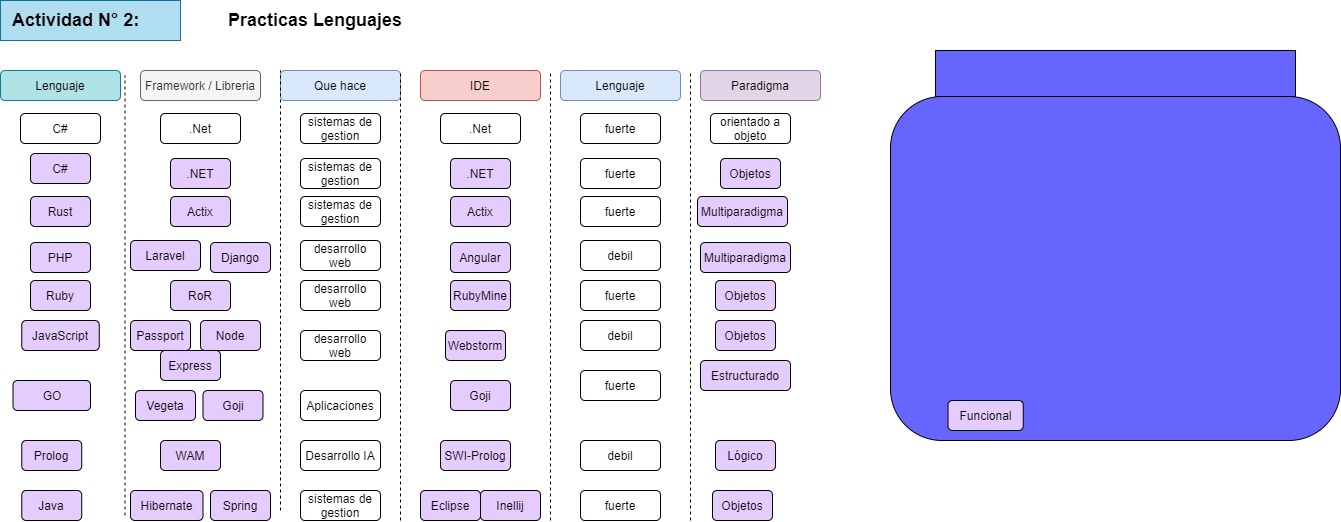 Actividad N° 2: Practicas Lenguajes
Lenguaje Framework / Libreria Que hace IDE Lenguaje Paradigma
C# .Net sistemas de gestion .Net fuerte orientado a objeto
C# .NET sistemas de gestion .NET fuerte Objetos
Rust Actix sistemas de gestion Actix fuerte Multiparadigma
PHP Laravel Django desarrollo web Angular debil Multiparadigma
Ruby RoR desarrollo web RubyMine fuerte Objetos
JavaScript Passport Node Express desarrollo web Webstorm debil Objetos
GO Vegeta Goji Aplicaciones Goji fuerte Estructurado
Prolog WAM Desarrollo IA SWI-Prolog debil Lógico
Java Hibernate Spring sistemas de gestion Eclipse Inellij fuerte Objetos
Funcional